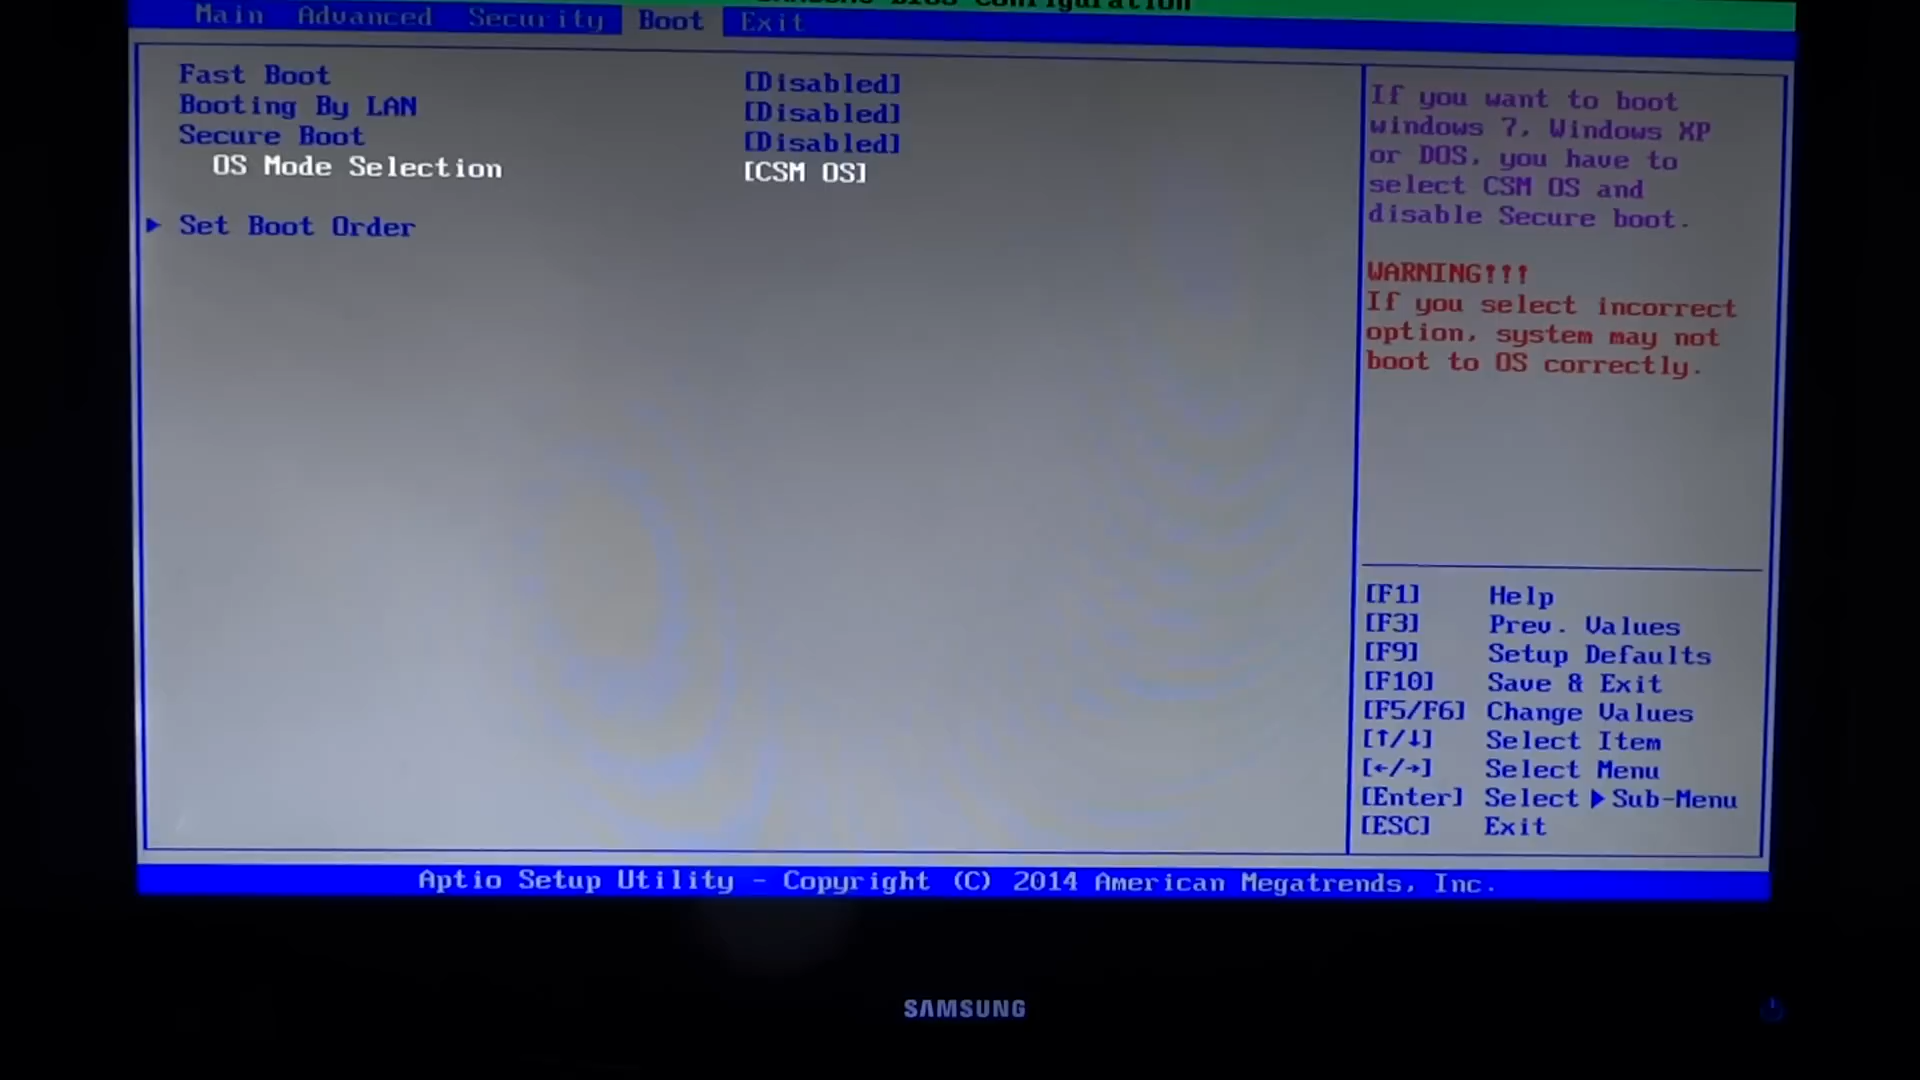 BIOS Configuration
Main Advanced Security Boot Exit
Fast Boot [Disabled]
Booting By LAN [Disabled]
Secure Boot [Disabled]
OS Mode Selection [CSM OS]
▶ Set Boot Order
If you want to boot
windows 7, Windows XP
or DOS, you have to
select CSM OS and
disable Secure boot.
WARNING!!!
If you select incorrect
option, system may not
boot to OS correctly.
[F1] Help
[F3] Prev. Values
[F9] Setup Defaults
[F10] Save & Exit
[F5/F6] Change Values
[↑/↓] Select Item
[←/→] Select Menu
[Enter] Select ▶ Sub-Menu
[ESC] Exit
Aptio Setup Utility - Copyright (C) 2014 American Megatrends, Inc.
SAMSUNG